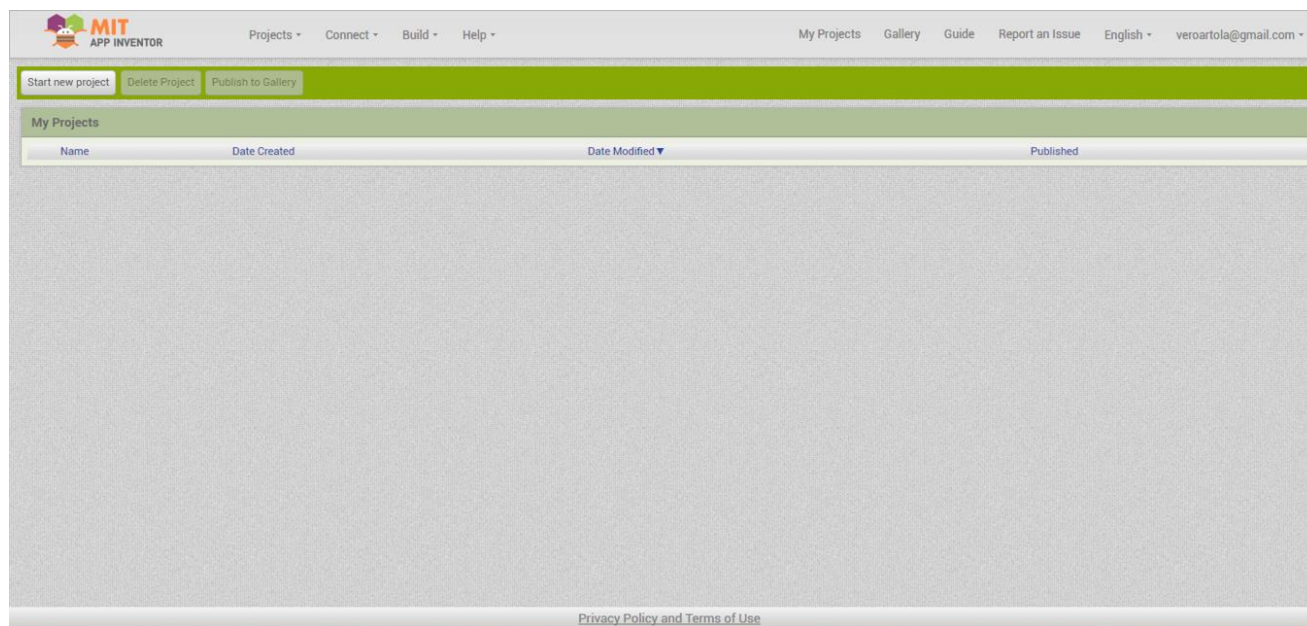 MIT
APP INVENTOR
Projects Connect Build Help My Projects Gallery Guide Report an Issue English veroartola@gmail.com
Start new project Delete Project Publish to Gallery
My Projects
Name Date Created Date Modified▼ Published
Privacy Policy and Terms of Use